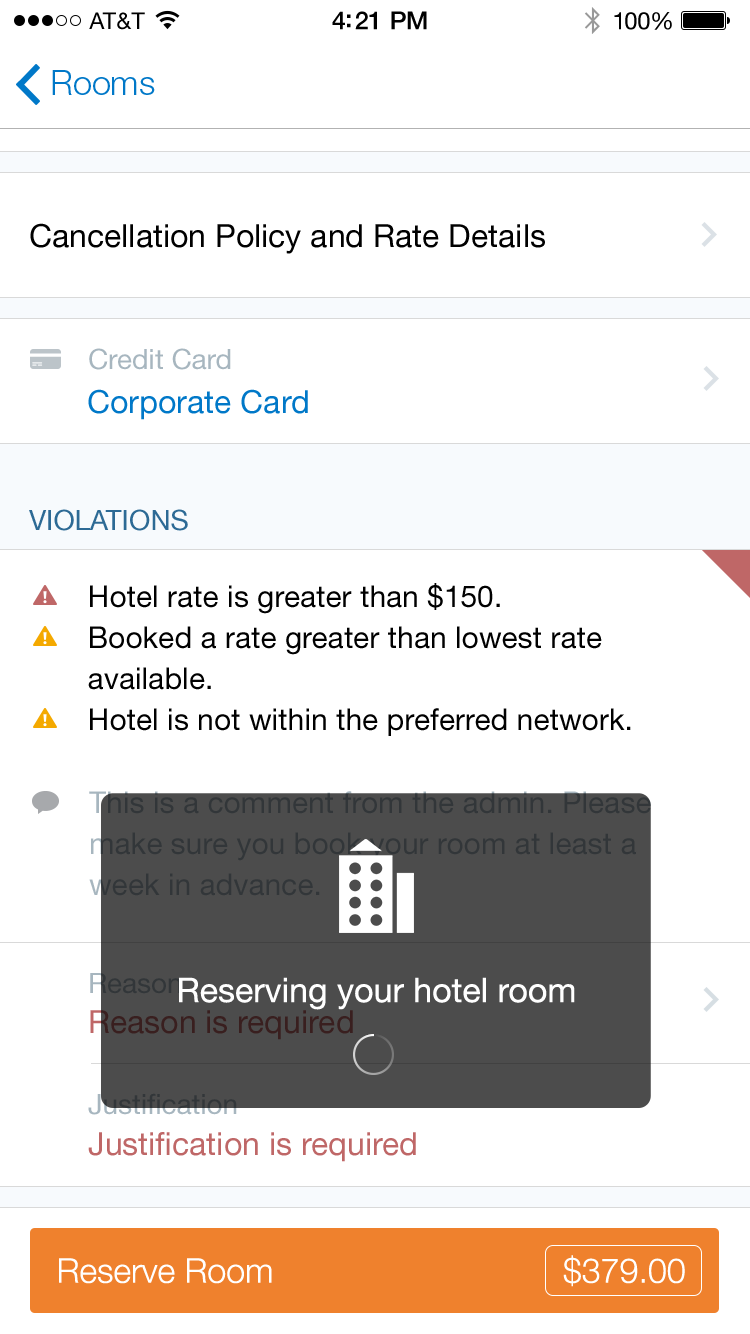 AT&T 4:21 PM 100%
Rooms
Cancellation Policy and Rate Details
Credit Card
Corporate Card
VIOLATIONS
Hotel rate is greater than $150.
Booked a rate greater than lowest rate
available.
Hotel is not within the preferred network.
This is a comment from the admin. Please
make sure you book your room at least a
week in advance.
Reason
Reserving your hotel room
Reason is required
Justification
Justification is required
Reserve Room $379.00